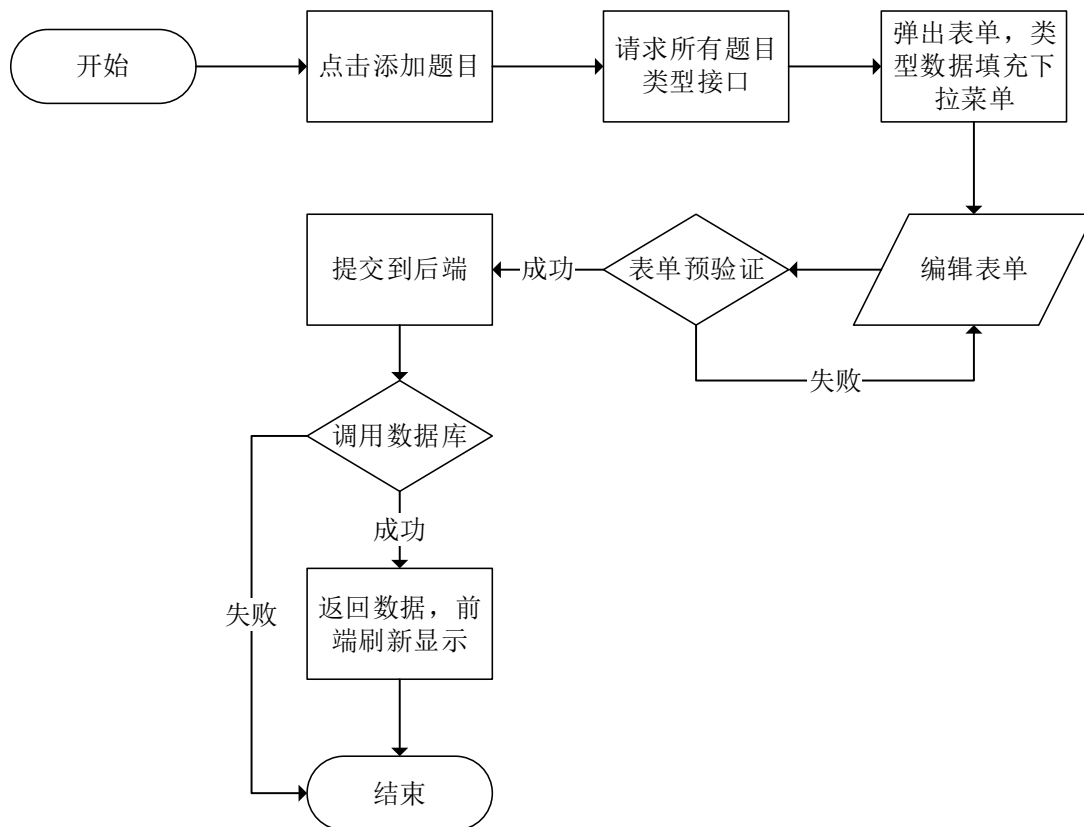 开始
点击添加题目
请求所有题目
类型接口
弹出表单，类
型数据填充下
拉菜单
提交到后端
成功
表单预验证
编辑表单
失败
调用数据库
成功
失败
返回数据，前
端刷新显示
结束